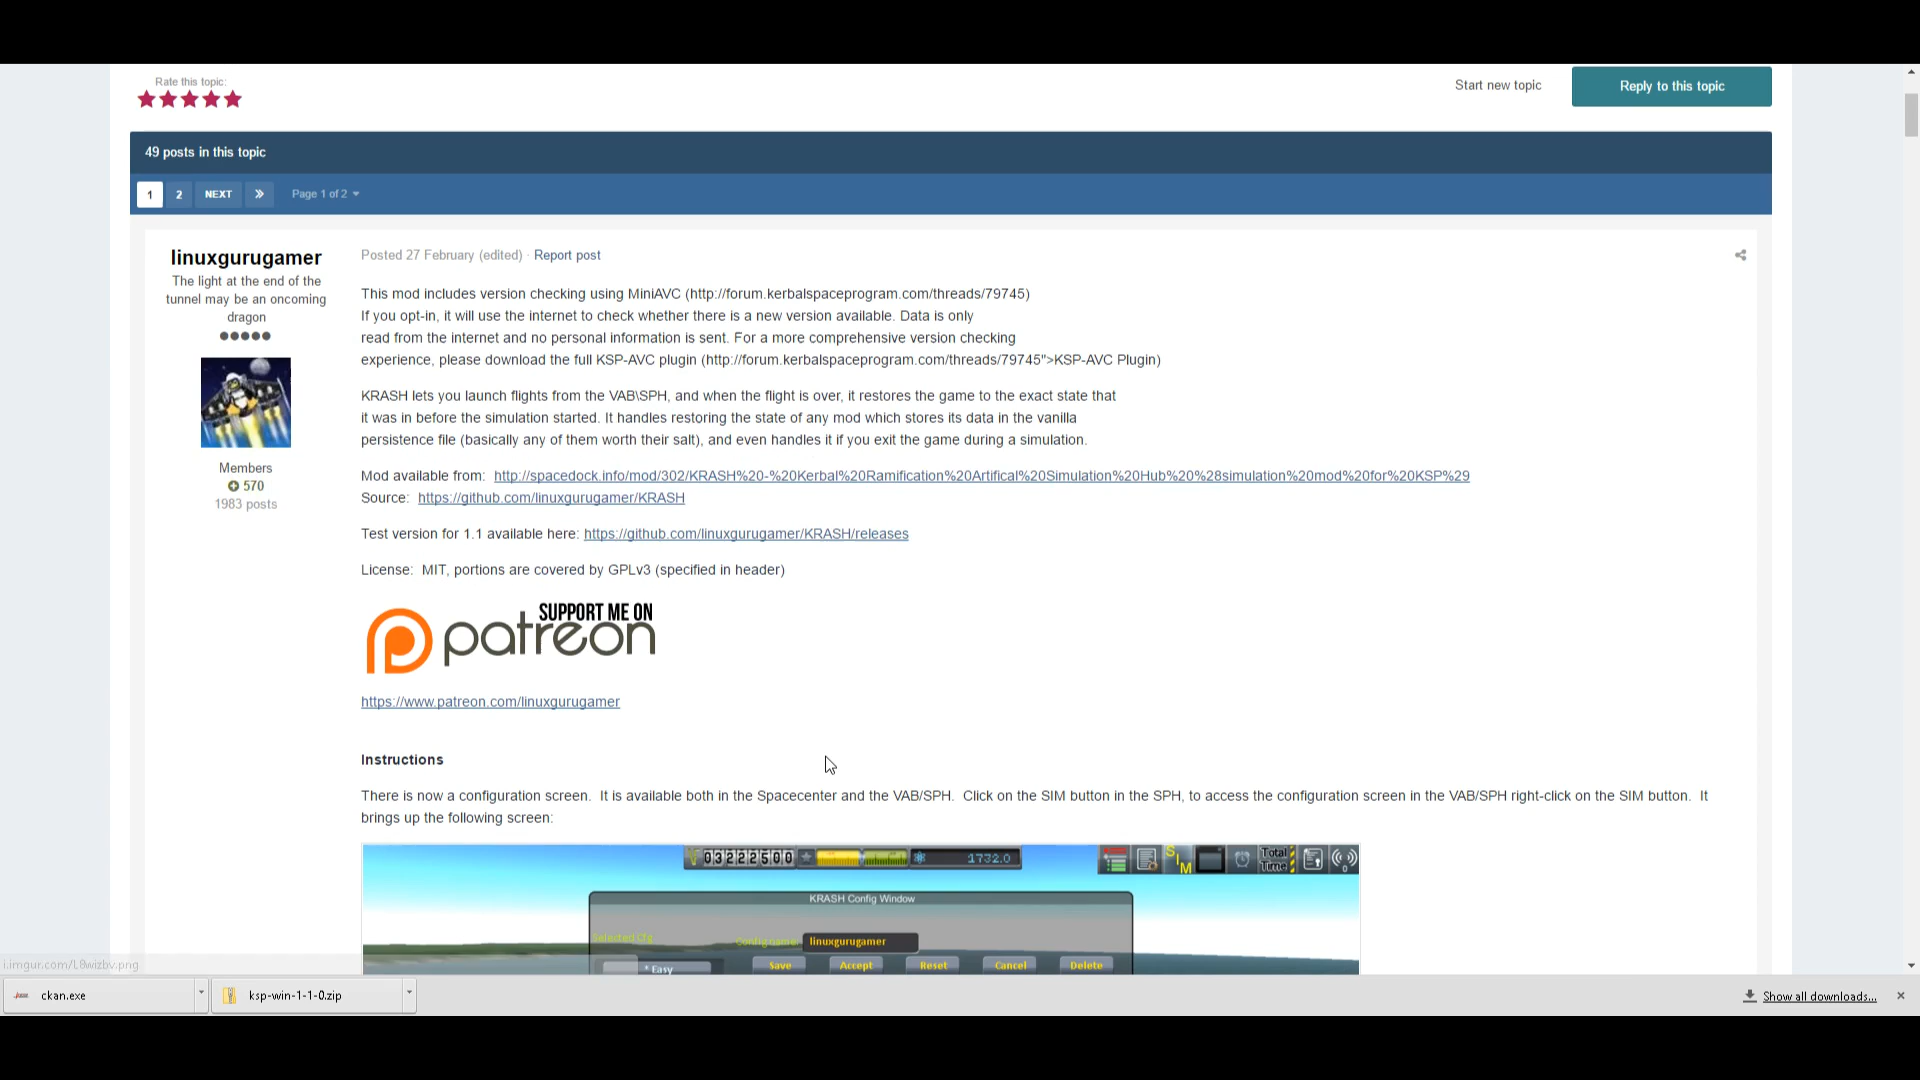 Rate this topic:
Start new topic
Reply to this topic
49 posts in this topic
1 2 NEXT » Page 1 of 2
linuxgurugamer
The light at the end of the
tunnel may be an oncoming
dragon
Members
570
1983 posts
Posted 27 February (edited) · Report post
This mod includes version checking using MiniAVC (http://forum.kerbalspaceprogram.com/threads/79745)
If you opt-in, it will use the internet to check whether there is a new version available. Data is only
read from the internet and no personal information is sent. For a more comprehensive version checking
experience, please download the full KSP-AVC plugin (http://forum.kerbalspaceprogram.com/threads/79745">KSP-AVC Plugin)
KRASH lets you launch flights from the VAB\SPH, and when the flight is over, it restores the game to the exact state that
it was in before the simulation started. It handles restoring the state of any mod which stores its data in the vanilla
persistence file (basically any of them worth their salt), and even handles it if you exit the game during a simulation.
Mod available from: http://spacedock.info/mod/302/KRASH%20-%20Kerbal%20Ramification%20Artifical%20Simulation%20Hub%20%28simulation%20mod%20for%20KSP%29
Source: https://github.com/linuxgurugamer/KRASH
Test version for 1.1 available here: https://github.com/linuxgurugamer/KRASH/releases
License: MIT, portions are covered by GPLv3 (specified in header)
SUPPORT ME ON
patreon
https://www.patreon.com/linuxgurugamer
Instructions
There is now a configuration screen. It is available both in the Spacecenter and the VAB/SPH. Click on the SIM button in the SPH, to access the configuration screen in the VAB/SPH right-click on the SIM button. It
brings up the following screen:
03222500 1732.0 SIM Total Time 0
KRASH Config Window
Selected Cfg Config name: linuxgurugamer
* Easy Save Accept Reset Cancel Delete
i.imgur.com/L8wizbv.png
ckan.exe
ksp-win-1-1-0.zip
Show all downloads...